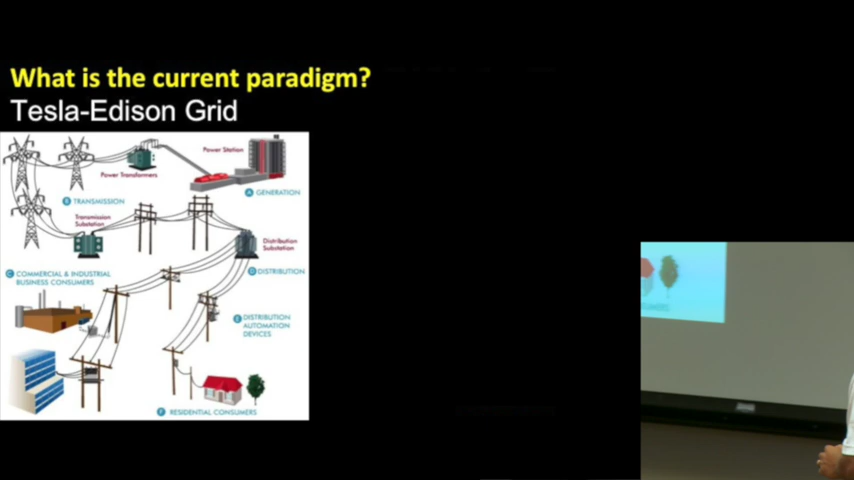 What is the current paradigm?
Tesla-Edison Grid
Power Station
Power Transformers
A GENERATION
B TRANSMISSION
Transmission
Substation
Distribution
Substation
C COMMERCIAL & INDUSTRIAL
BUSINESS CONSUMERS
D DISTRIBUTION
E DISTRIBUTION
AUTOMATION
DEVICES
F RESIDENTIAL CONSUMERS